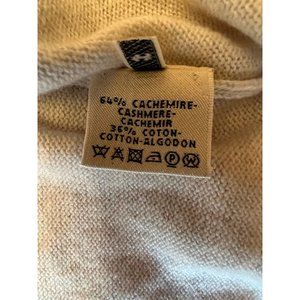 64% CACHEMIRE-
CASHMERE-
CACHEMIR
36% COTON-
COTTON-ALGODON
P W